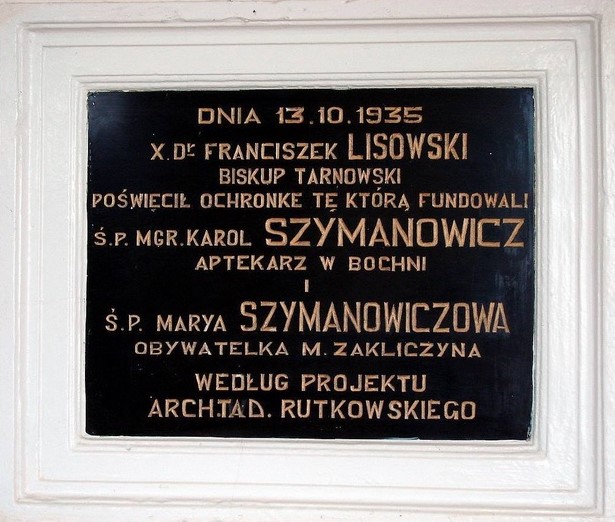 DNIA 13.10.1935
X. Dr FRANCISZEK LISOWSKI
BISKUP TARNOWSKI
POŚWIĘCIŁ OCHRONKE TĘ KTÓRĄ FUNDOWALI
Ś.P. MGR. KAROL SZYMANOWICZ
APTEKARZ W BOCHNI
I
Ś.P. MARYA SZYMANOWICZOWA
OBYWATELKA M. ZAKLICZYNA
WEDŁUG PROJEKTU
ARCH.TAD. RUTKOWSKIEGO